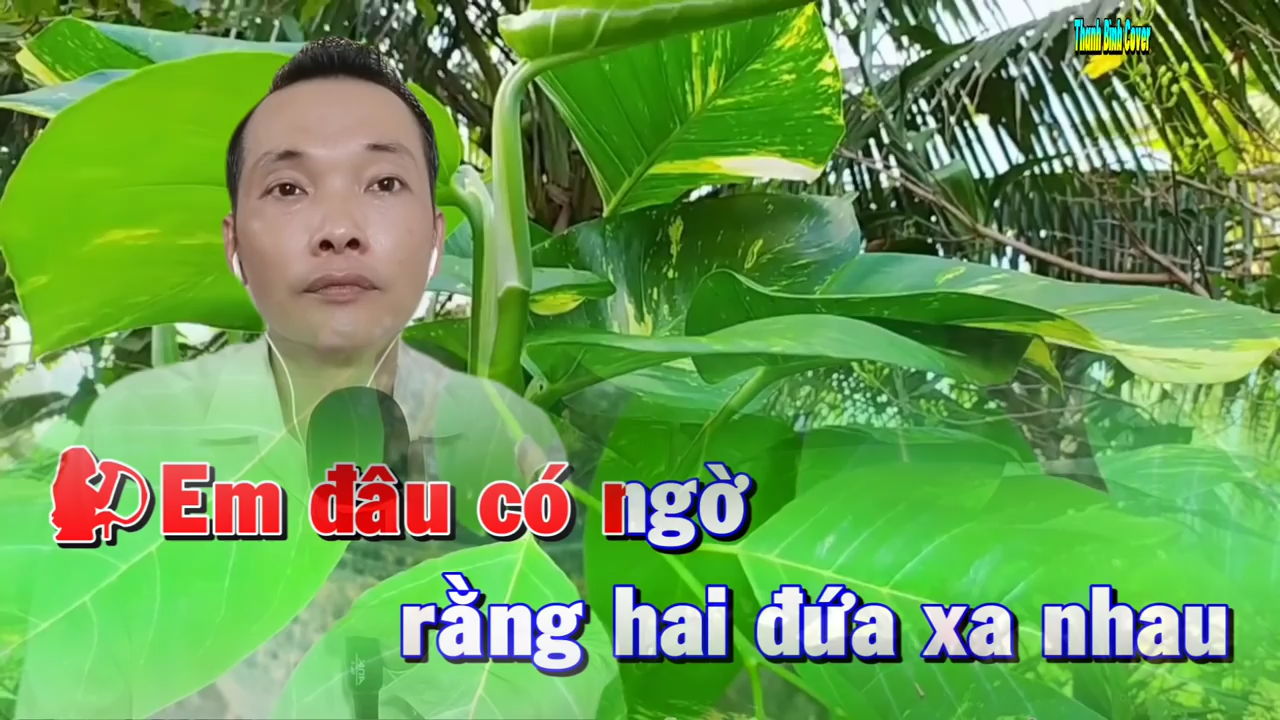 Thanh Bình Cover
Em đâu có ngờ
rằng hai đứa xa nhau